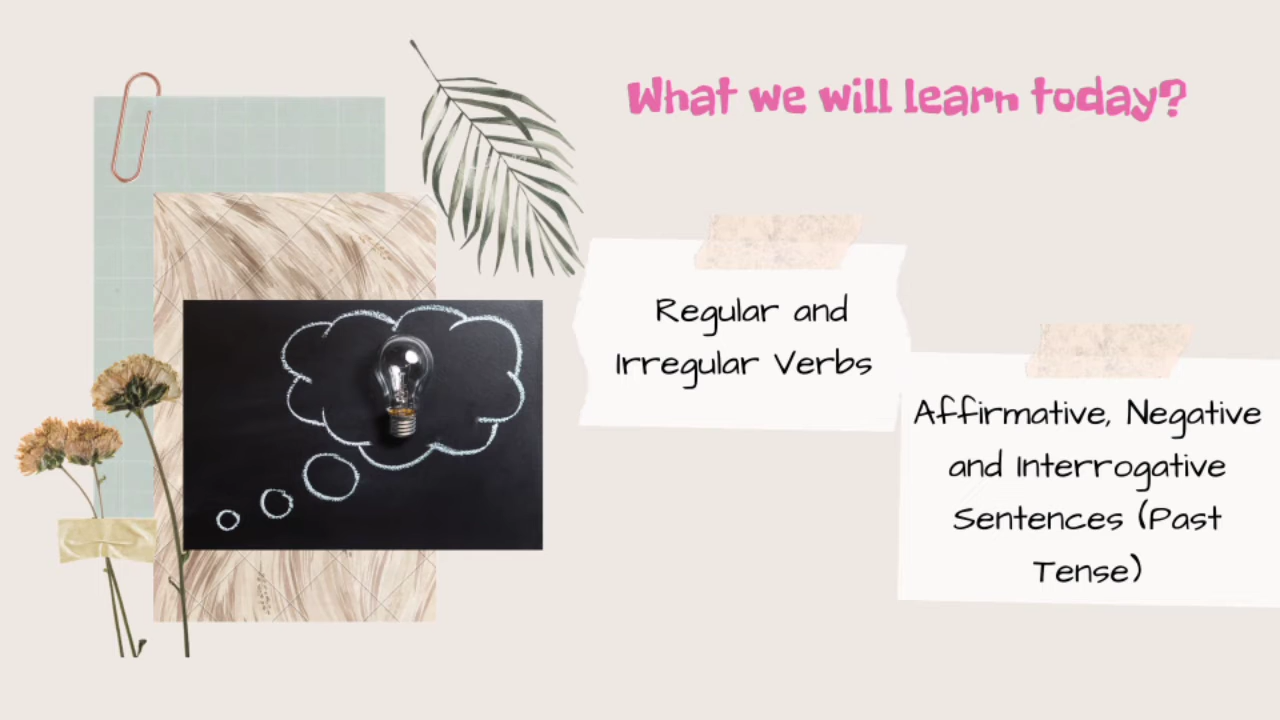 What we will learn today?
Regular and
Irregular Verbs
Affirmative, Negative
and Interrogative
Sentences (Past
Tense)